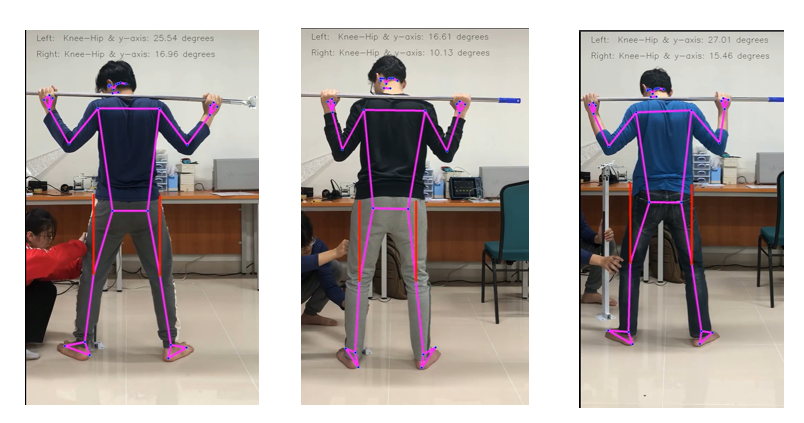 Left: Knee-Hip & y-axis: 25.54 degrees
Right: Knee-Hip & y-axis: 16.96 degrees
Left: Knee-Hip & y-axis: 16.61 degrees
Right: Knee-Hip & y-axis: 10.13 degrees
Left: Knee-Hip & y-axis: 27.01 degrees
Right: Knee-Hip & y-axis: 15.46 degrees